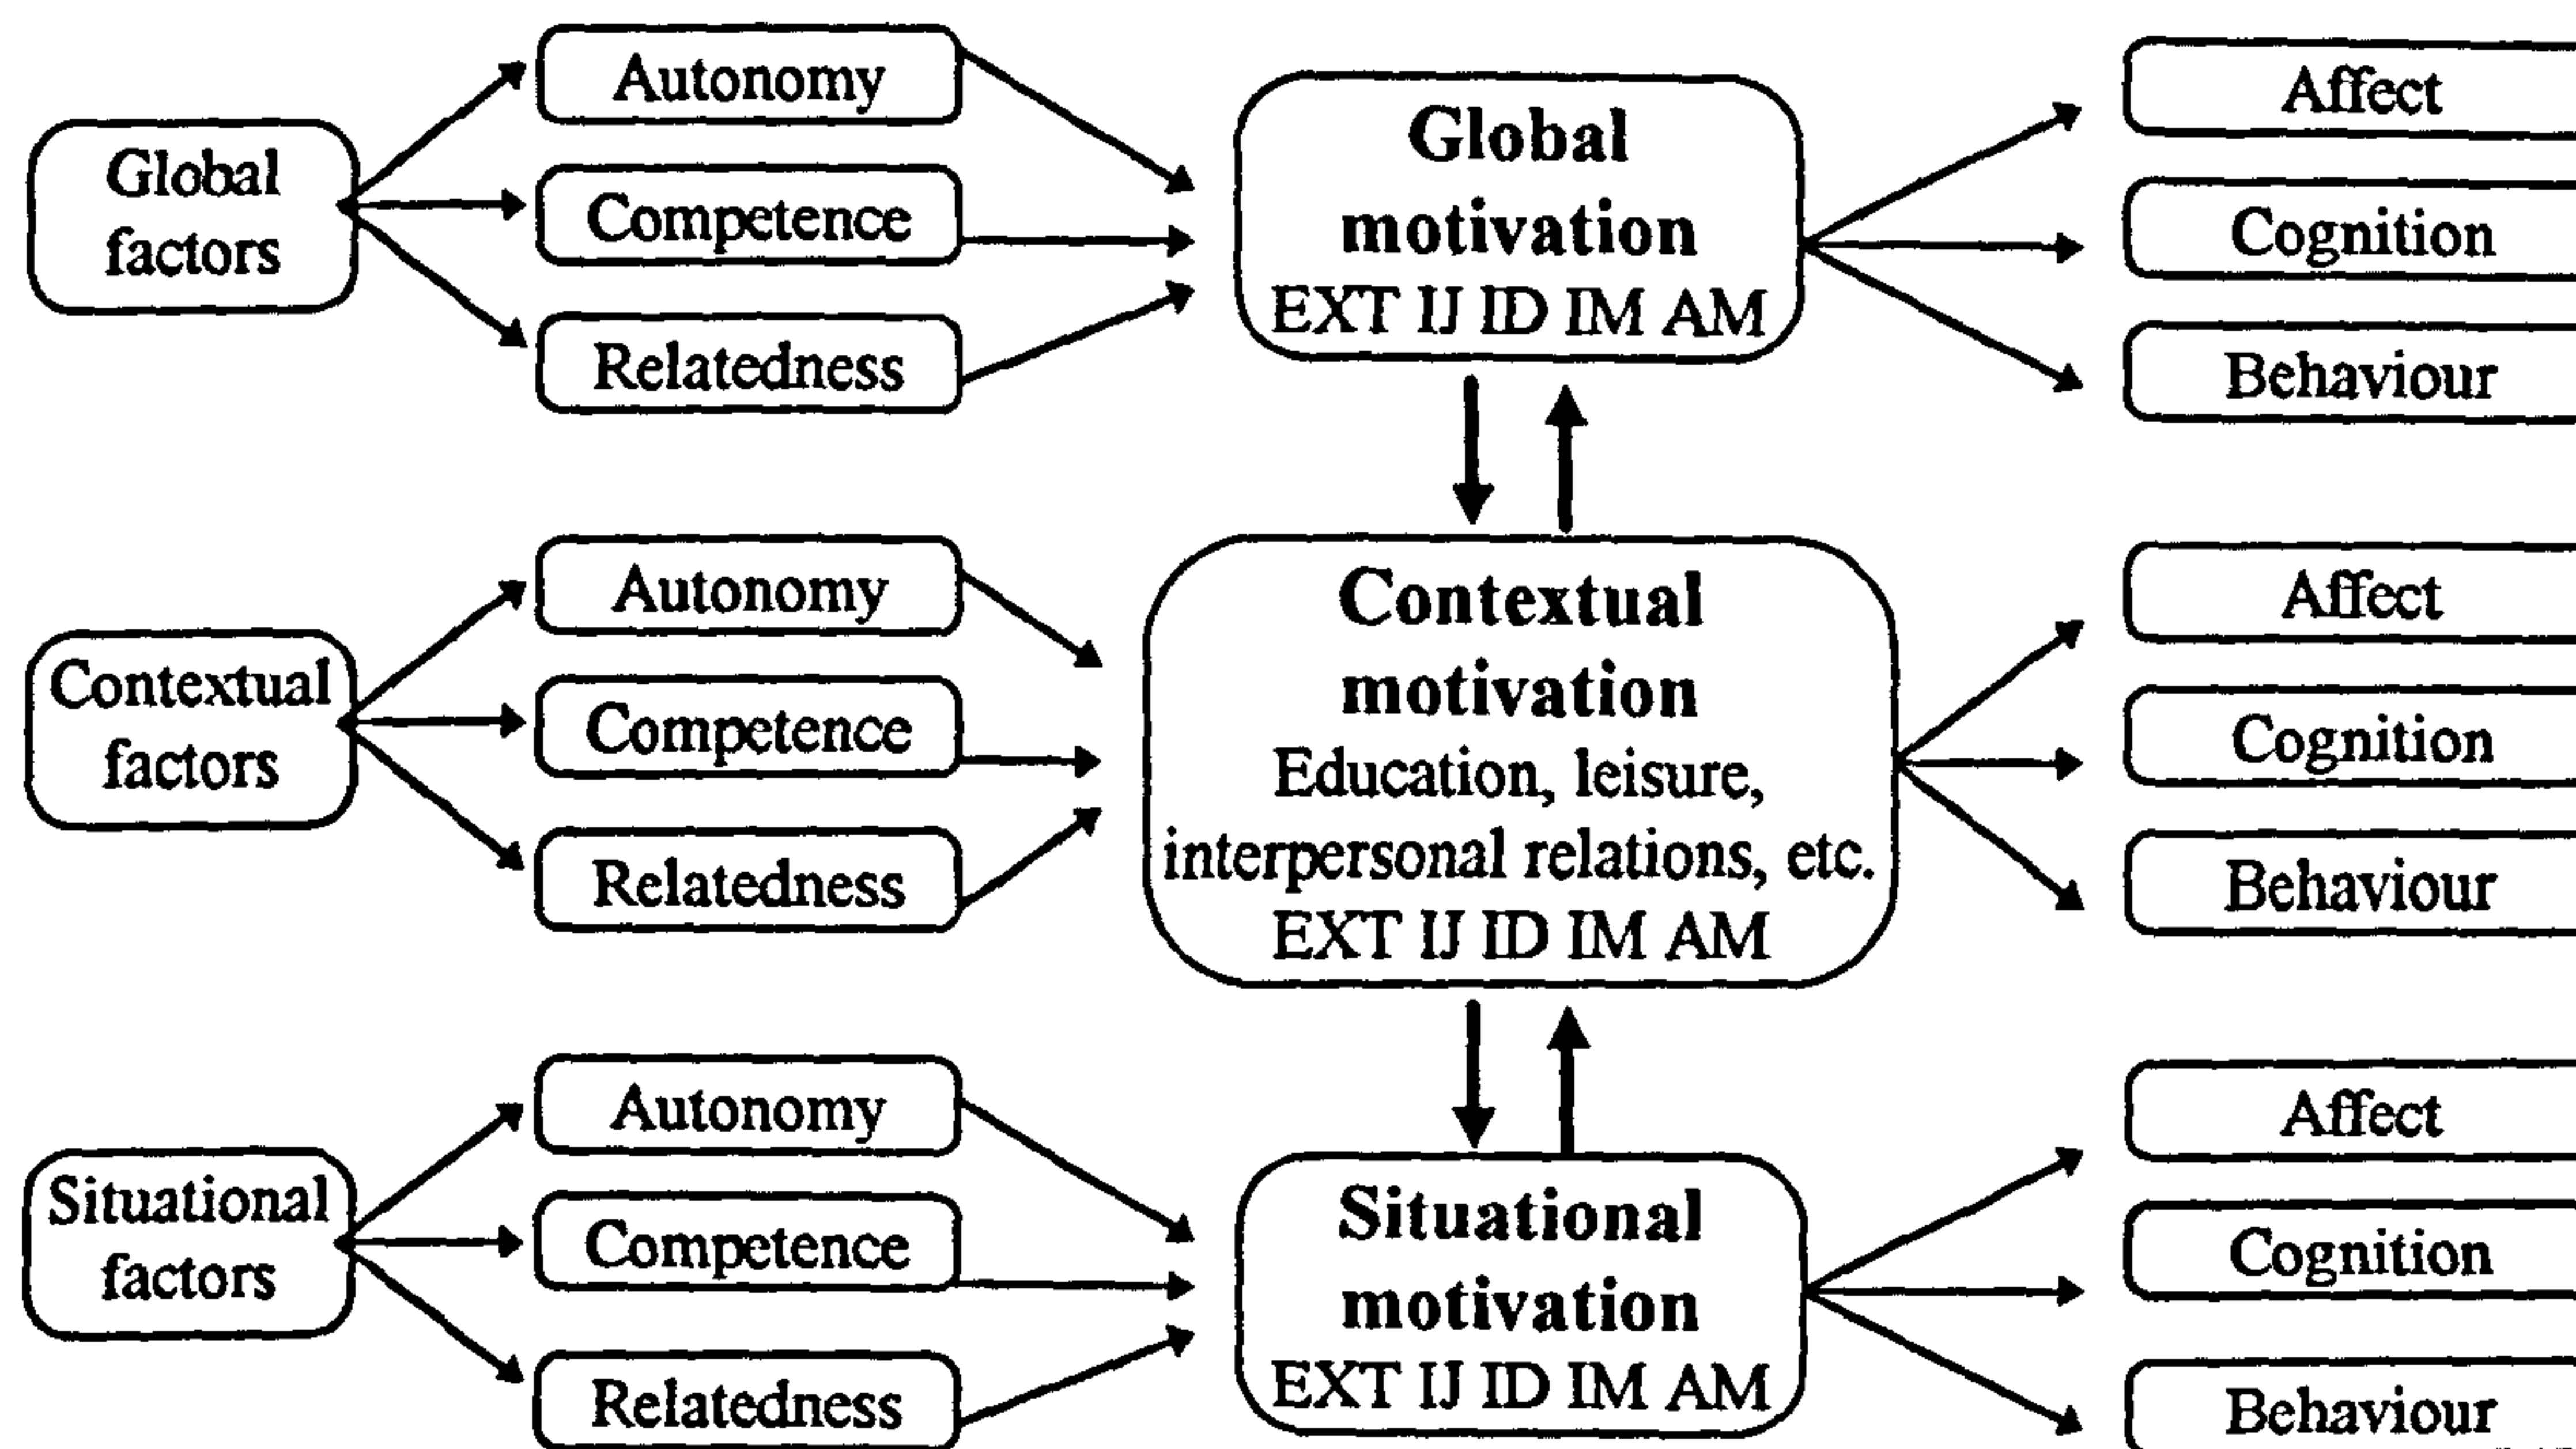 Global
factors
Autonomy
Competence
Relatedness
Global
motivation
EXT IJ ID IM AM
Affect
Cognition
Behaviour
Contextual
factors
Autonomy
Competence
Relatedness
Contextual
motivation
Education, leisure,
interpersonal relations, etc.
EXT IJ ID IM AM
Affect
Cognition
Behaviour
Situational
factors
Autonomy
Competence
Relatedness
Situational
motivation
EXT IJ ID IM AM
Affect
Cognition
Behaviour